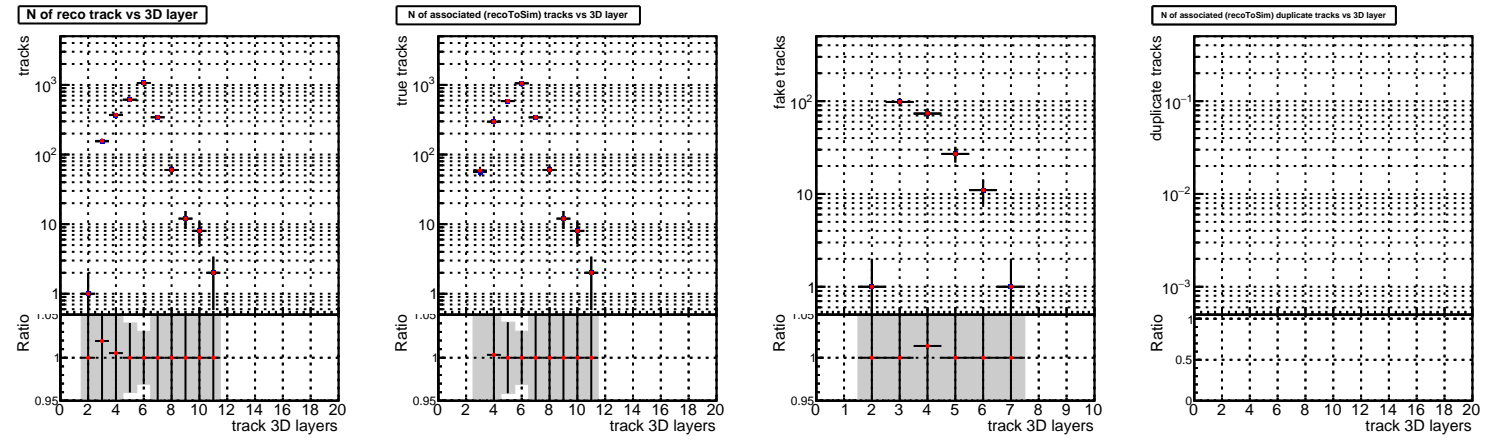 N of reco track vs 3D layer
tracks
10³
10²
10
1
Ratio
1.05
1
0.95
0 2 4 6 8 10 12 14 16 18 20
track 3D layers
N of associated (recoToSim) tracks vs 3D layer
true tracks
10³
10²
10
1
Ratio
1.05
1
0.95
0 2 4 6 8 10 12 14 16 18 20
track 3D layers
fake tracks
10²
10
1
Ratio
1.05
1
0.95
0 1 2 3 4 5 6 7 8 9 10
track 3D layers
N of associated (recoToSim) duplicate tracks vs 3D layer
duplicate tracks
10⁻¹
10⁻²
10⁻³
Ratio
1
0.5
0
0 2 4 6 8 10 12 14 16 18 20
track 3D layers